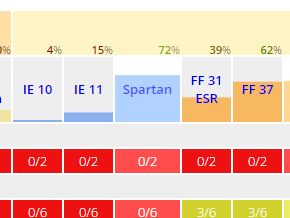 0% 4% 15% 72% 39% 62%
IE 10 IE 11 Spartan FF 31 ESR FF 37
0/2 0/2 0/2 0/2 0/2
0/6 0/6 0/6 3/6 3/6